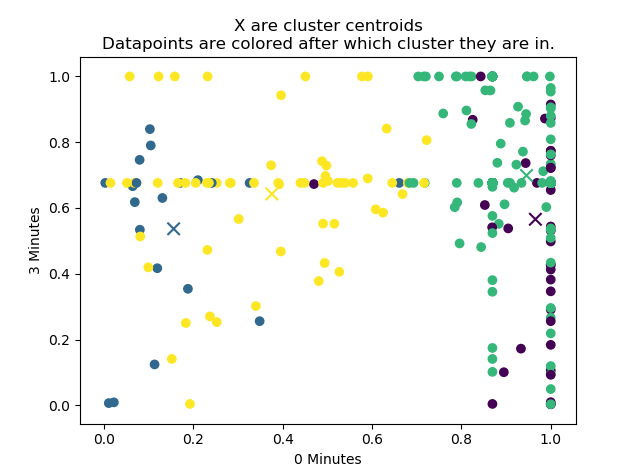 X are cluster centroids
Datapoints are colored after which cluster they are in.
1.0
0.8
0.6
0.4
0.2
0.0
3 Minutes
0.0 0.2 0.4 0.6 0.8 1.0
0 Minutes